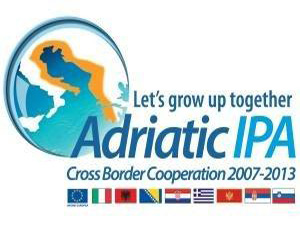 Let's grow up together
Adriatic IPA
Cross Border Cooperation 2007-2013